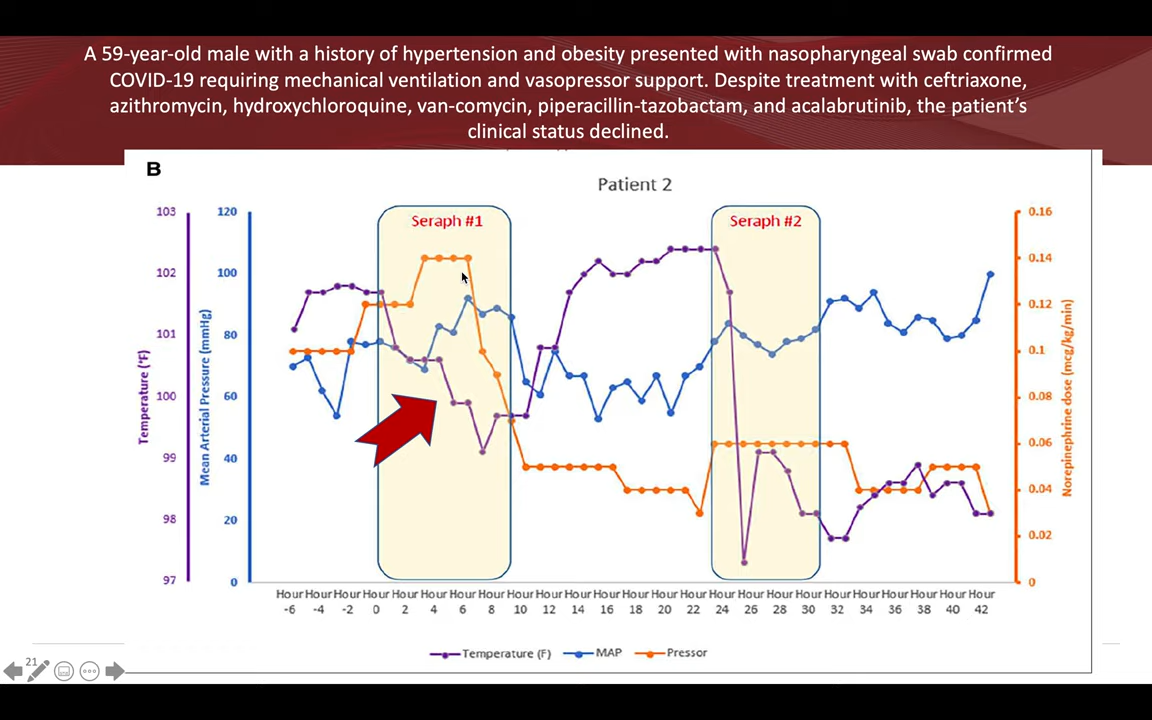 A 59-year-old male with a history of hypertension and obesity presented with nasopharyngeal swab confirmed
COVID-19 requiring mechanical ventilation and vasopressor support. Despite treatment with ceftriaxone,
azithromycin, hydroxychloroquine, van-comycin, piperacillin-tazobactam, and acalabrutinib, the patient's
clinical status declined.
B
Patient 2
Seraph #1
Seraph #2
103
102
101
100
99
98
97
Temperature (°F)
120
100
80
60
40
20
0
Mean Arterial Pressure (mmHg)
0.16
0.14
0.12
0.1
0.08
0.06
0.04
0.02
0
Norepinephrine dose (mcg/kg/min)
Hour Hour Hour Hour Hour Hour Hour Hour Hour Hour Hour Hour Hour Hour Hour Hour Hour Hour Hour Hour Hour Hour Hour Hour Hour
-6 -4 -2 0 2 4 6 8 10 12 14 16 18 20 22 24 26 28 30 32 34 36 38 40 42
Temperature (F) MAP Pressor
21